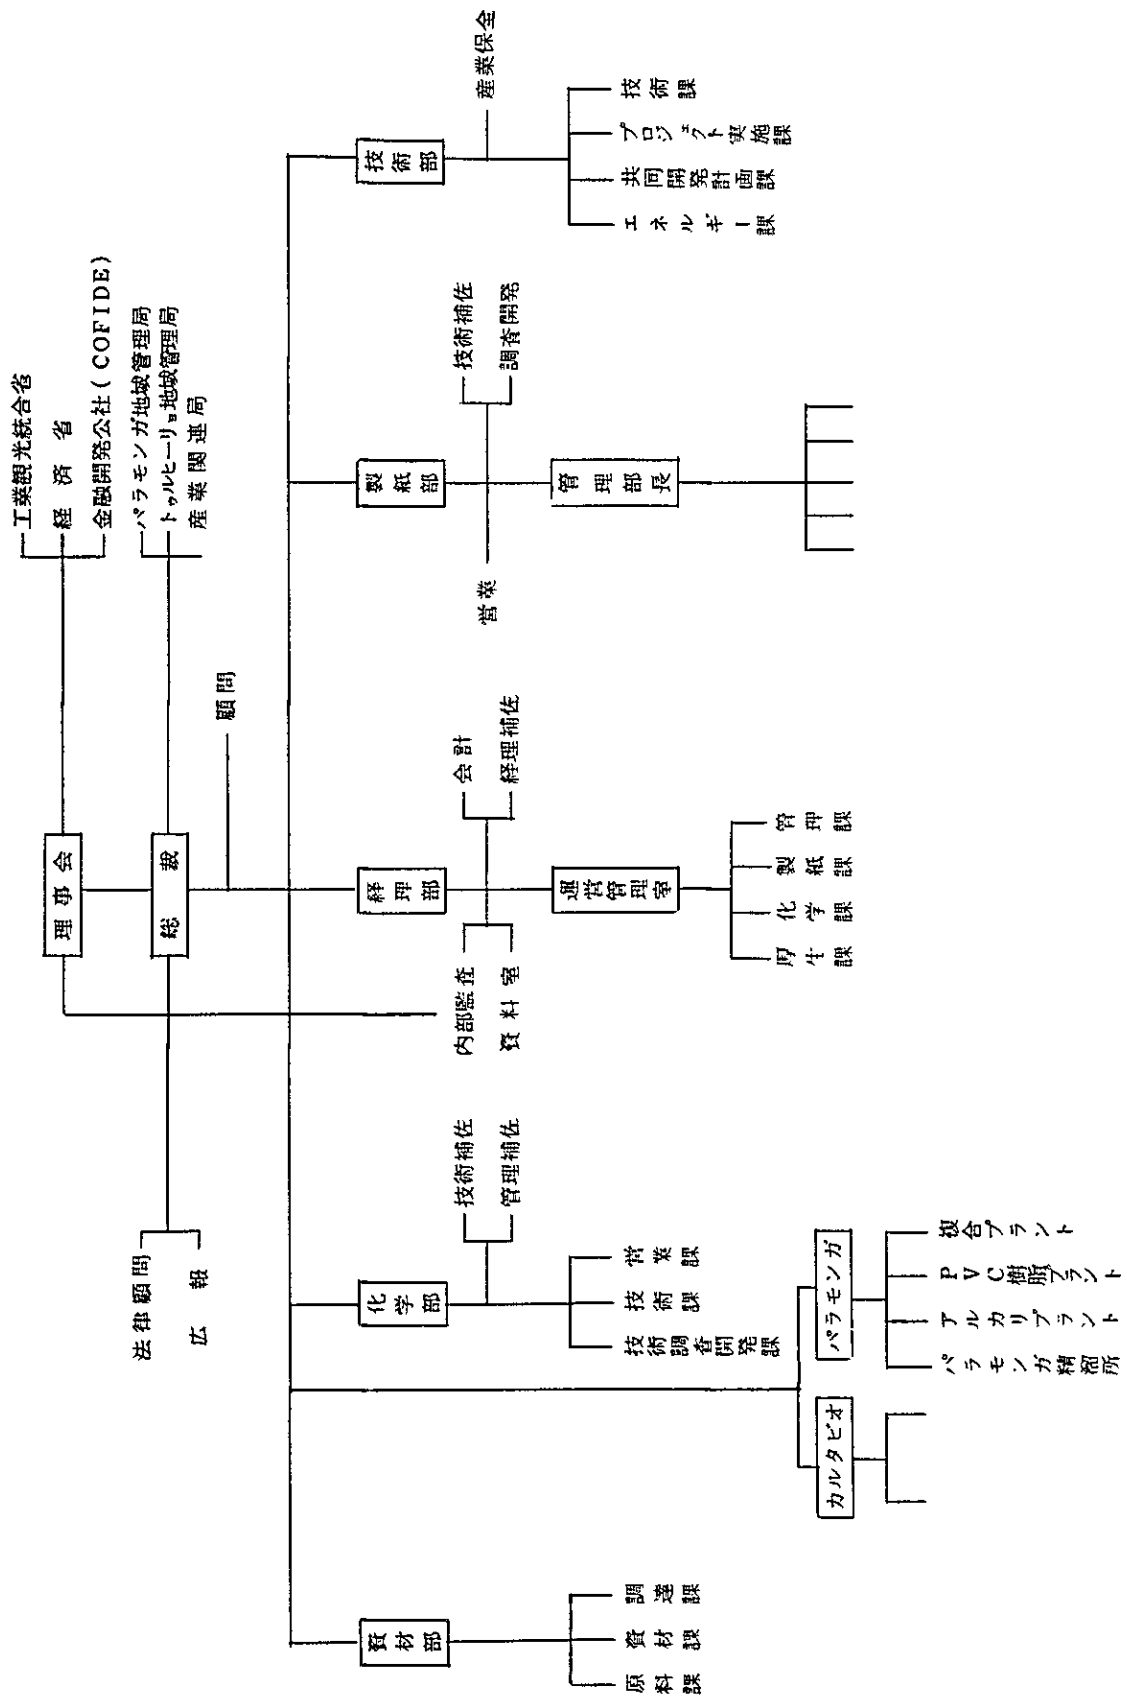 理事会
工業観光統合省
経済省
金融開発公社(COFIDE)
総裁
パラモンガ地域管理局
トゥルヒーリョ地域管理局
産業関連局
法律顧問
広報
顧問
資材部
原料課
資材課
調達課
化学部
技術補佐
管理補佐
技術調査開発課
技術課
営業課
カルタビオ
パラモンガ
パラモンガ精溜所
アルカリプラント
PVC樹脂プラント
複合プラント
経理部
内部監査
資料室
会計
経理補佐
運営管理室
厚生課
化学課
製紙課
管理課
製紙部
営業
技術補佐
調査開発
管理部長
技術部
産業保全
エネルギー課
共同開発計画課
プロジェクト実施課
技術課